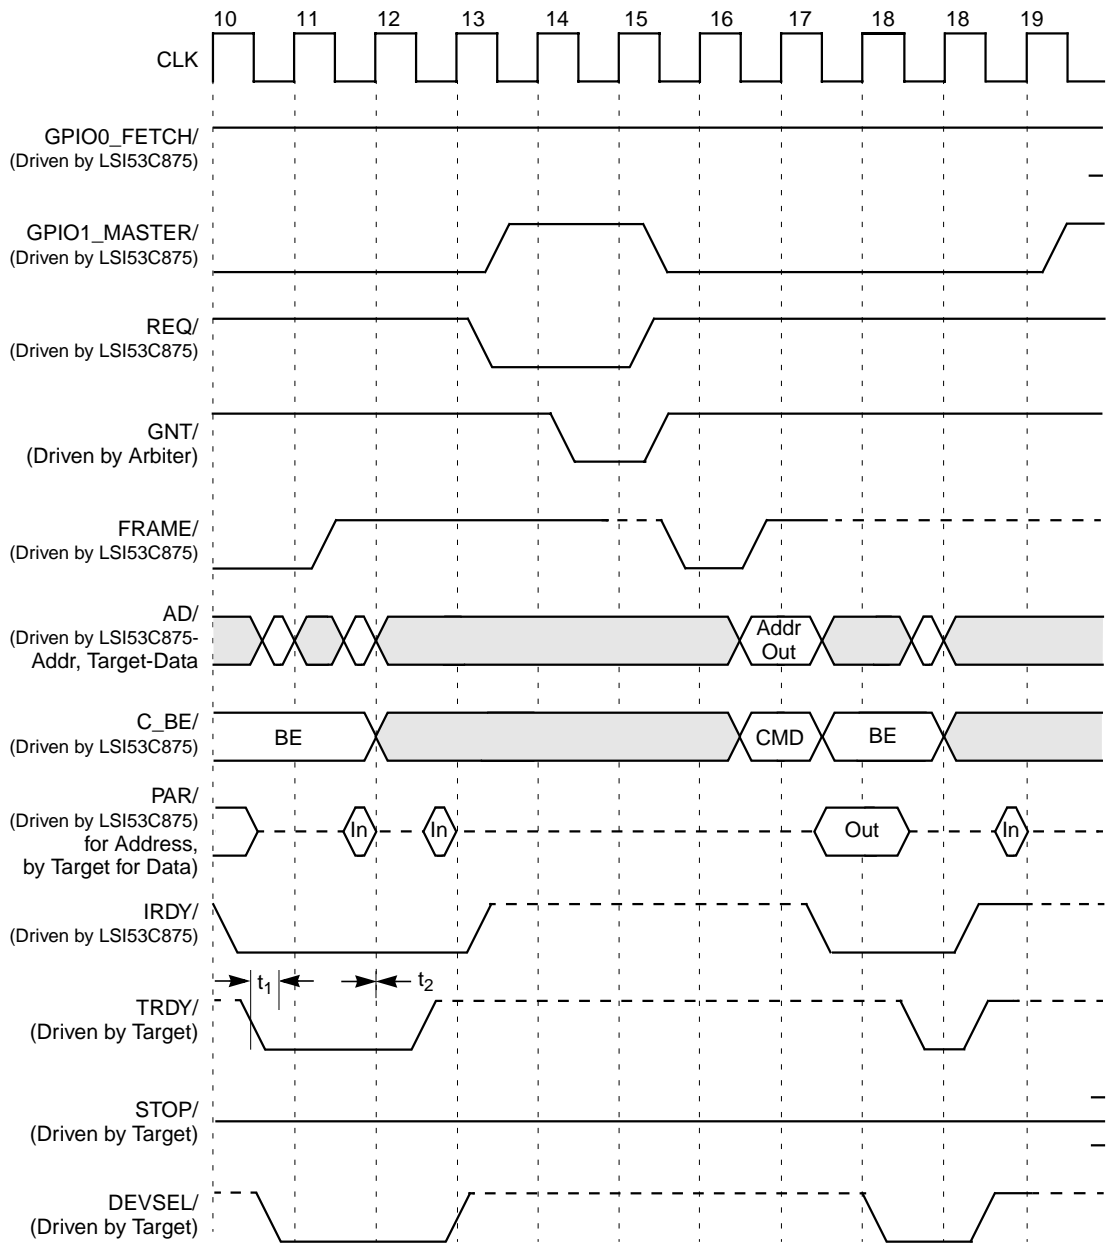 10 11 12 13 14 15 16 17 18 18 19
CLK
GPIO0_FETCH/
(Driven by LSI53C875)
GPIO1_MASTER/
(Driven by LSI53C875)
REQ/
(Driven by LSI53C875)
GNT/
(Driven by Arbiter)
FRAME/
(Driven by LSI53C875)
AD/
(Driven by LSI53C875-
Addr, Target-Data
Addr
Out
C_BE/
(Driven by LSI53C875)
BE CMD BE
PAR/
(Driven by LSI53C875)
for Address,
by Target for Data)
In In Out In
IRDY/
(Driven by LSI53C875)
t1 t2
TRDY/
(Driven by Target)
STOP/
(Driven by Target)
DEVSEL/
(Driven by Target)